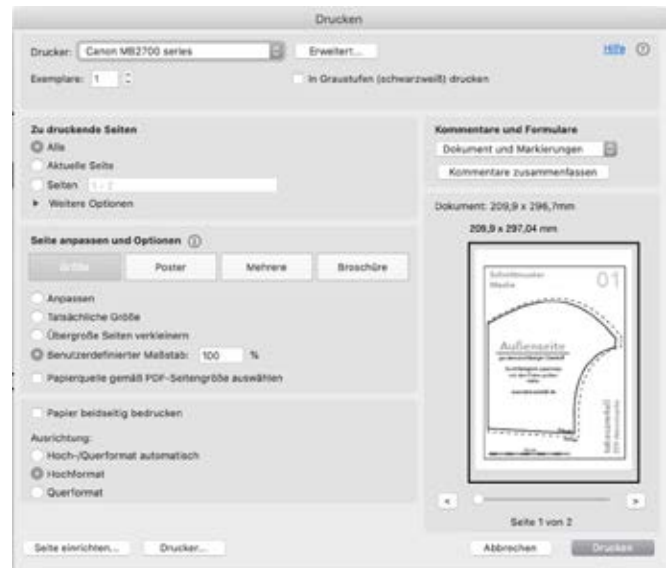 Drucken
Drucker: Canon MB2700 series
Erweitert...
Hilfe
Exemplare: 1
In Graustufen (schwarzweiß) drucken
Zu druckende Seiten
Alle
Aktuelle Seite
Seiten 1 - 2
Weitere Optionen
Kommentare und Formulare
Dokument und Markierungen
Kommentare zusammenfassen
Seite anpassen und Optionen
Größe
Poster
Mehrere
Broschüre
Anpassen
Tatsächliche Größe
Übergroße Seiten verkleinern
Benutzerdefinierter Maßstab: 100 %
Papierquelle gemäß PDF-Seitengröße auswählen
Papier beidseitig bedrucken
Ausrichtung:
Hoch-/Querformat automatisch
Hochformat
Querformat
Dokument: 209,9 x 296,7mm
209,9 x 297,04 mm
Schnittmuster
Maske
01
Außenseite
<
>
Seite 1 von 2
Seite einrichten...
Drucker...
Abbrechen
Drucken